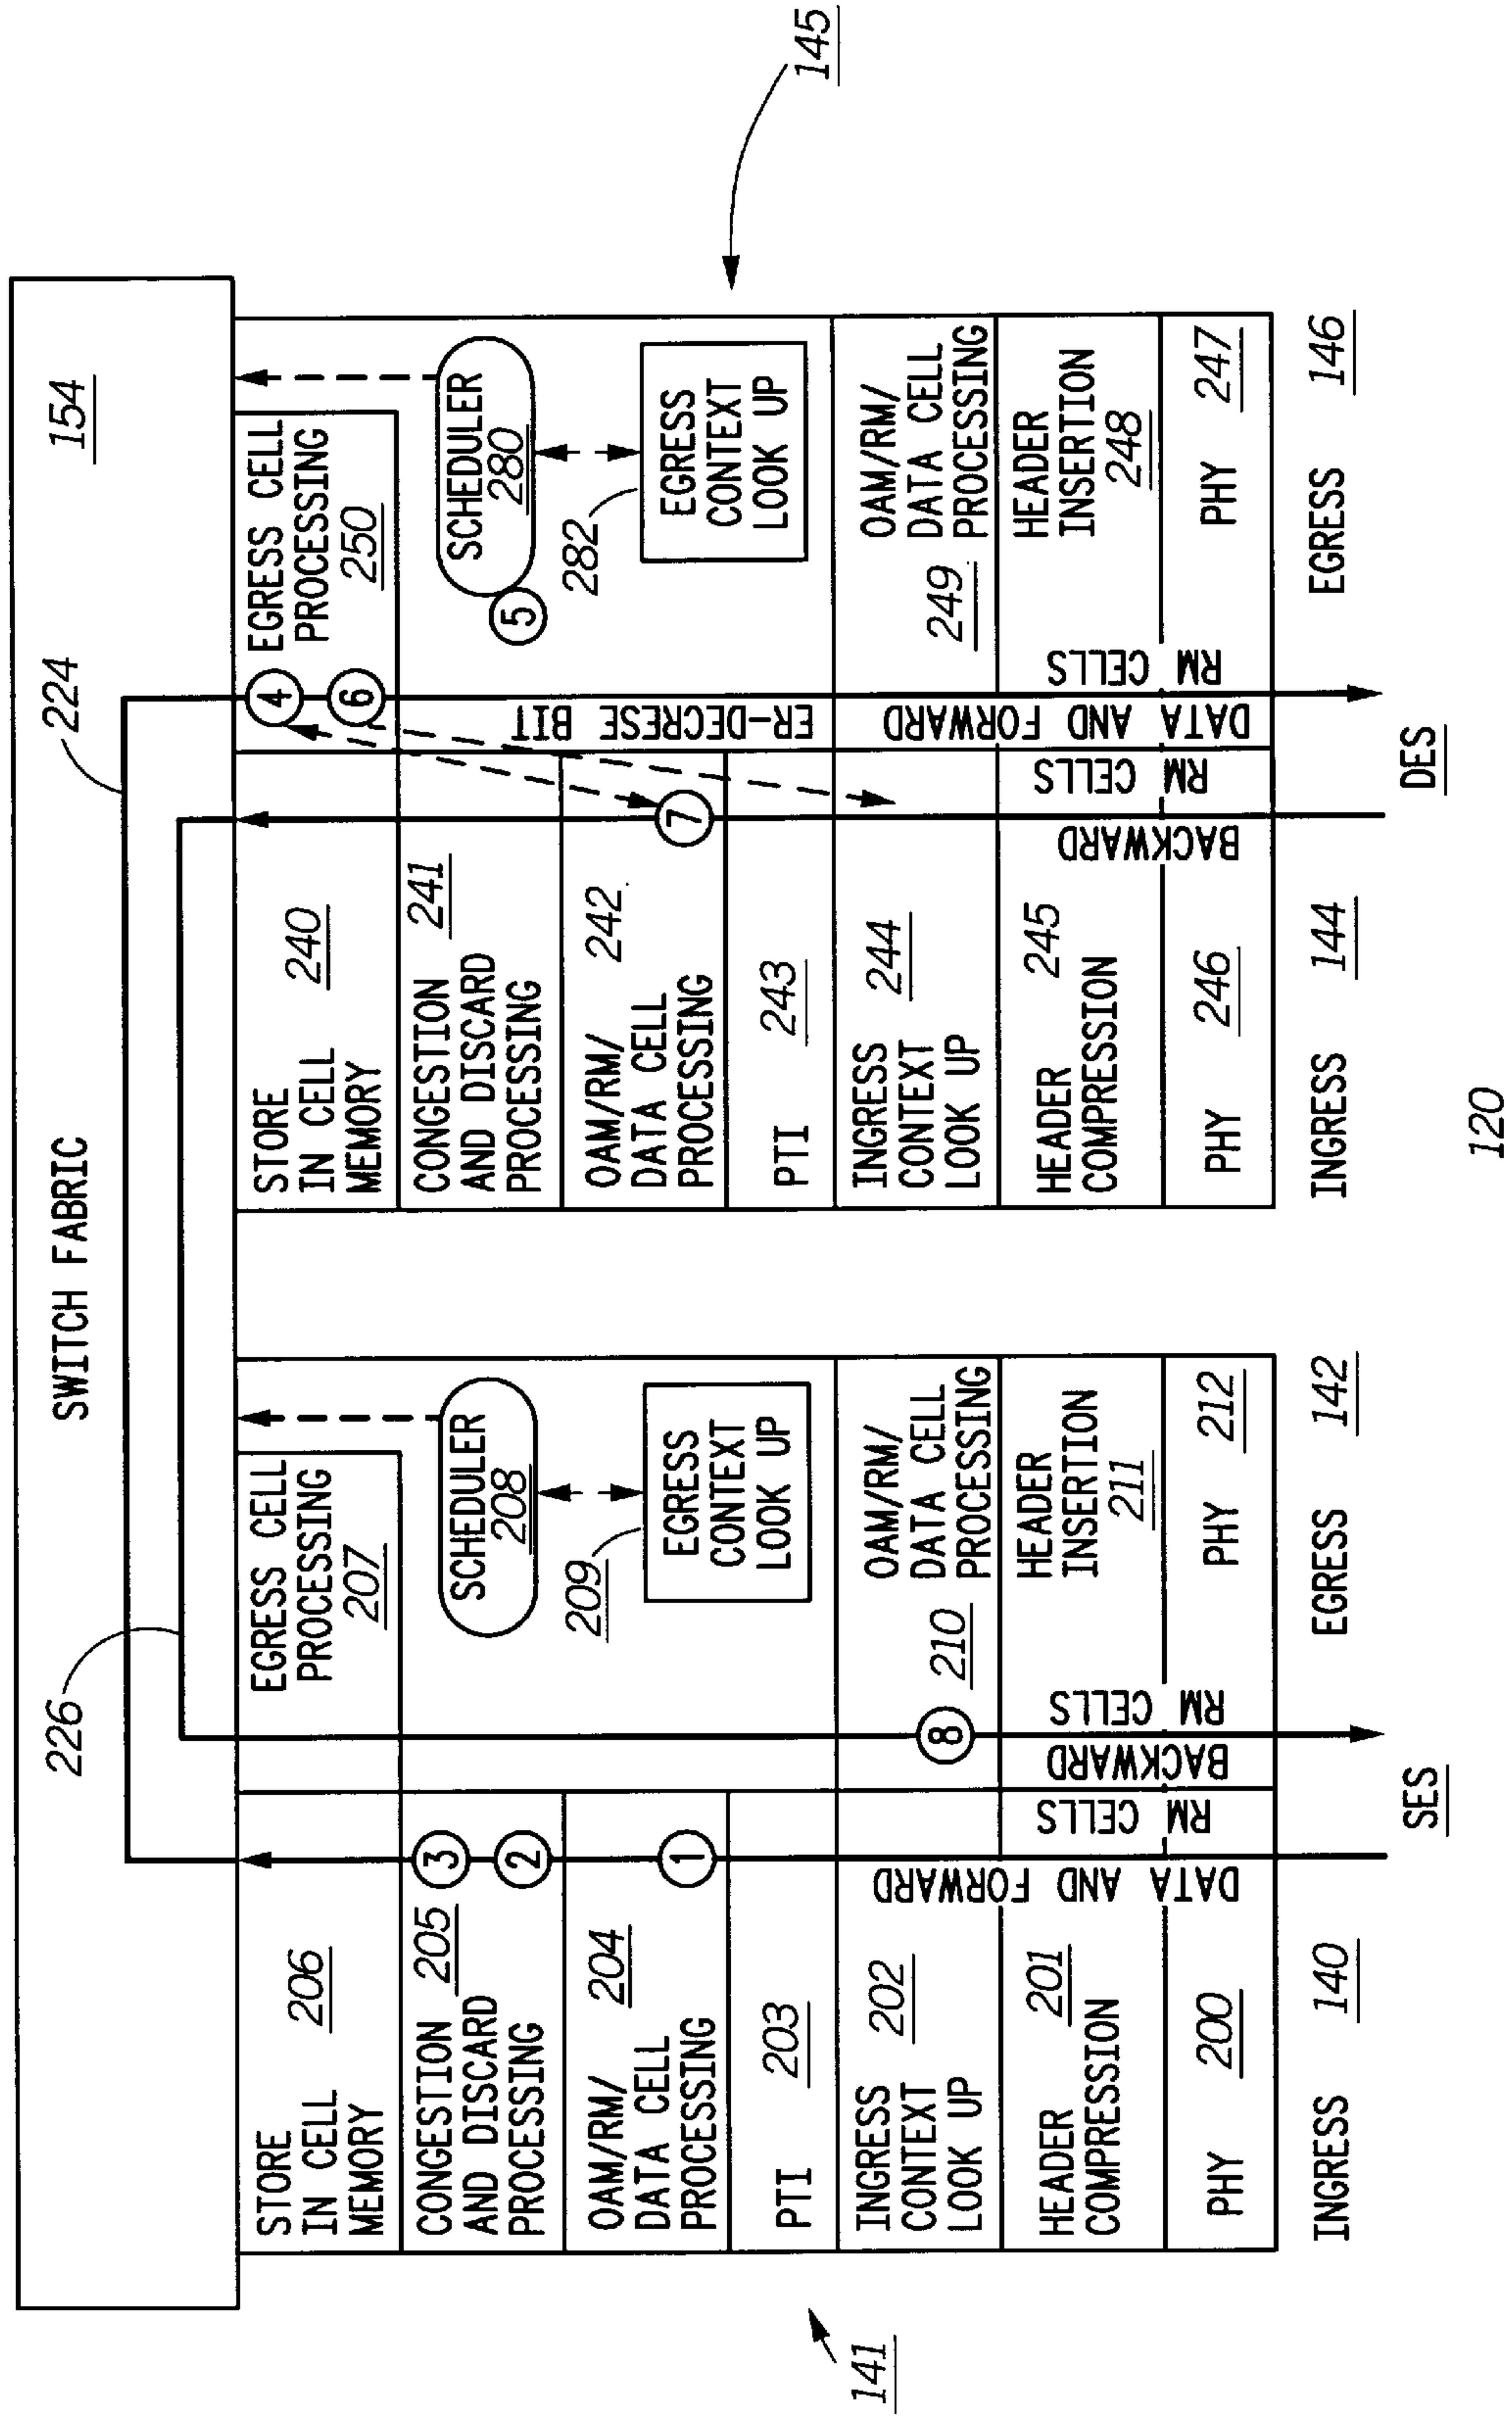 SWITCH FABRIC
154
224
226
STORE
IN CELL
MEMORY
206
CONGESTION
AND DISCARD
PROCESSING
205
OAM/RM/
DATA CELL
PROCESSING
204
PTI
203
INGRESS
CONTEXT
LOOK UP
202
HEADER
COMPRESSION
201
PHY
200
INGRESS
140
3
2
1
DATA AND FORWARD
RM CELLS
SES
EGRESS CELL
PROCESSING
207
SCHEDULER
208
209
EGRESS
CONTEXT
LOOK UP
OAM/RM/
DATA CELL
PROCESSING
210
HEADER
INSERTION
211
PHY
212
EGRESS
142
8
BACKWARD
RM CELLS
141
STORE
IN CELL
MEMORY
240
CONGESTION
AND DISCARD
PROCESSING
241
OAM/RM/
DATA CELL
PROCESSING
242
PTI
243
INGRESS
CONTEXT
LOOK UP
244
HEADER
COMPRESSION
245
PHY
246
INGRESS
144
7
BACKWARD
RM CELLS
DES
EGRESS CELL
PROCESSING
250
4
6
5
SCHEDULER
280
282
EGRESS
CONTEXT
LOOK UP
ER-DECRESE BIT
DATA AND FORWARD
RM CELLS
OAM/RM/
DATA CELL
PROCESSING
249
HEADER
INSERTION
248
PHY
247
EGRESS
146
145
120